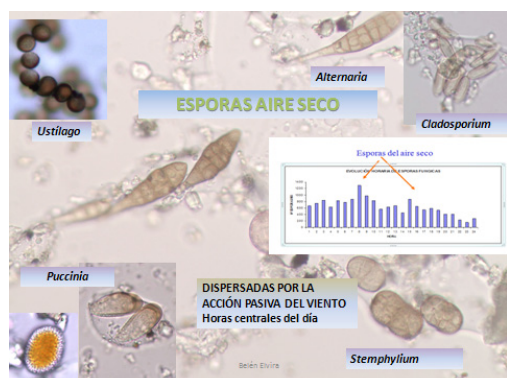 Alternaria
ESPORAS AIRE SECO
Ustílago
Cladosporium
Esporas del aire seco
Puccinia
DISPERSADAS POR LA
ACCIÓN PASIVA DEL VIENTO
Horas centrales del día
Stemphylium
Belén Elvira